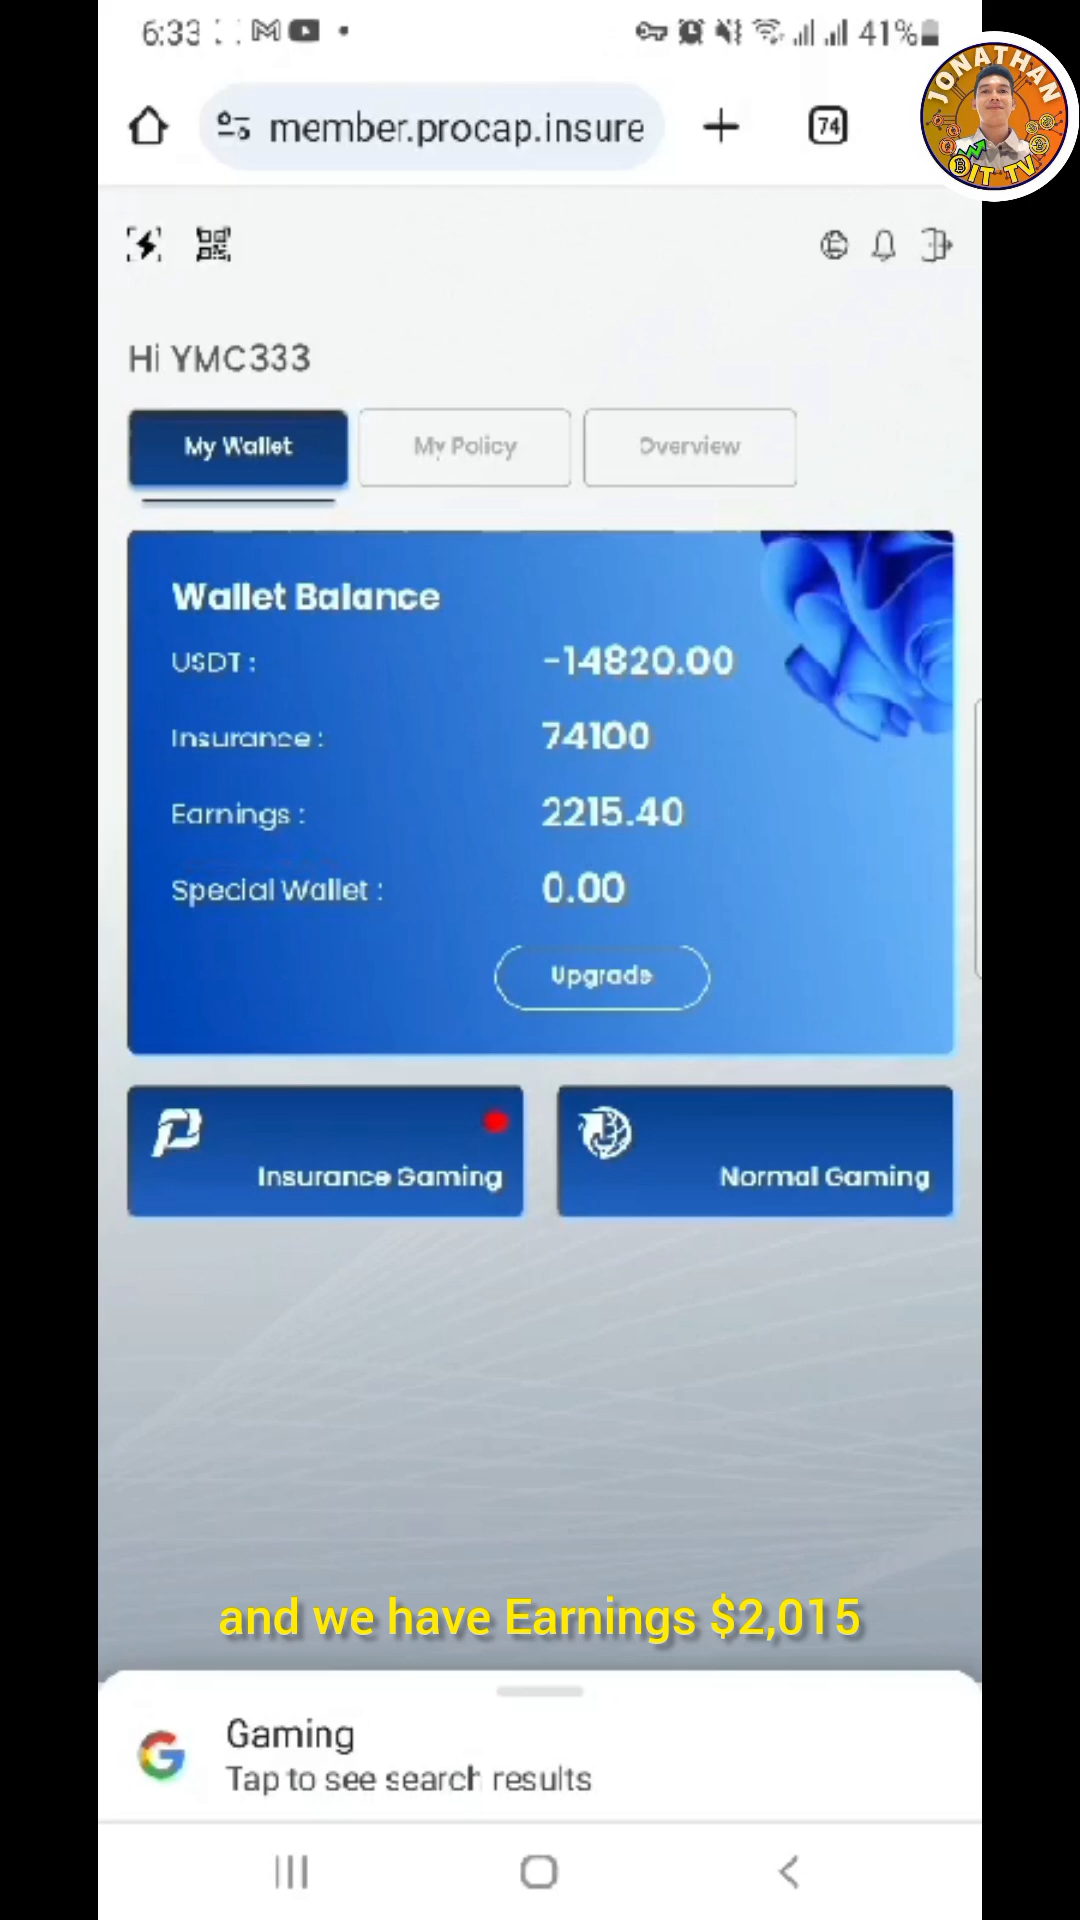 6:33
41%
JONATHAN
BIT TV
member.procap.insure
74
Hi YMC333
My Wallet
My Policy
Overview
Wallet Balance
USDT : -14820.00
Insurance : 74100
Earnings : 2215.40
Special Wallet : 0.00
Upgrade
Insurance Gaming
Normal Gaming
and we have Earnings $2,015
Gaming
Tap to see search results